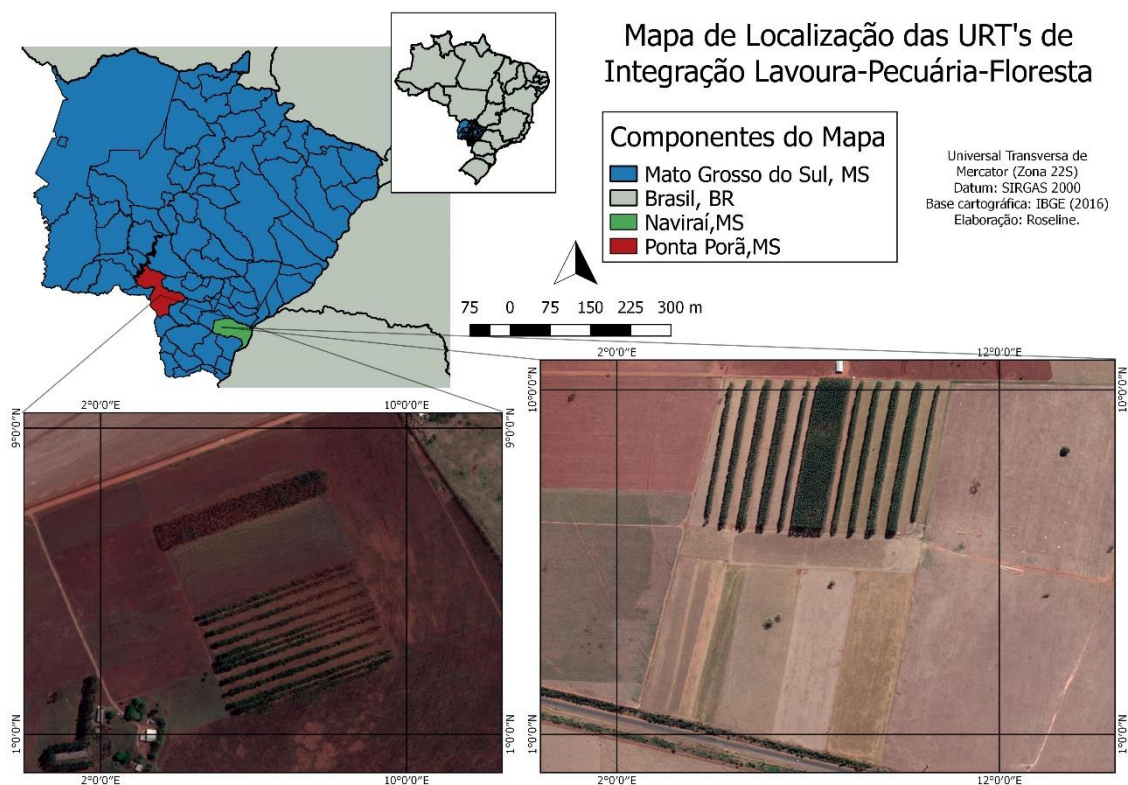 Mapa de Localização das URT's de
Integração Lavoura-Pecuária-Floresta
Componentes do Mapa
Mato Grosso do Sul, MS
Brasil, BR
Naviraí,MS
Ponta Porã,MS
Universal Transversa de
Mercator (Zona 22S)
Datum: SIRGAS 2000
Base cartográfica: IBGE (2016)
Elaboração: Roseline.
75 0 75 150 225 300 m
2°0'0"E 12°0'0"E
10°0'0"N 10°0'0"N
2°0'0"E 10°0'0"E
9°0'0"N 9°0'0"N
1°0'0"N 1°0'0"N
1°0'0"N 1°0'0"N
2°0'0"E 10°0'0"E
2°0'0"E 12°0'0"E